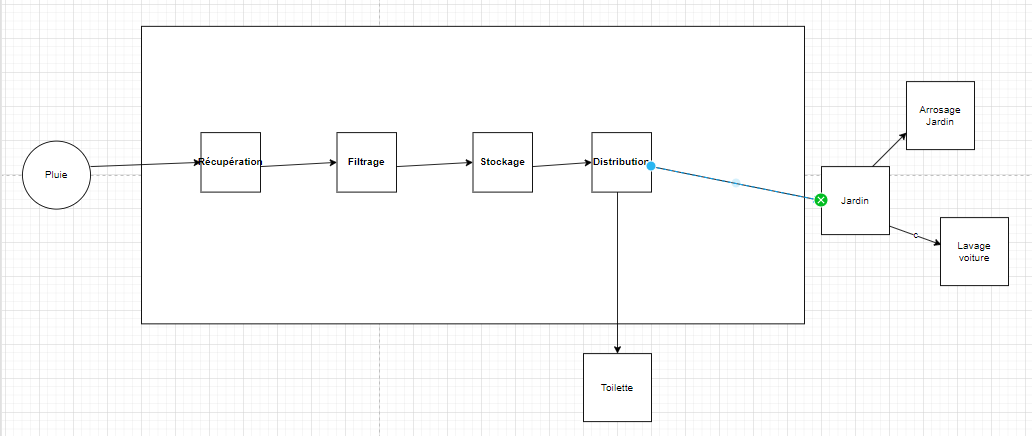 Pluie
Récupération
Filtrage
Stockage
Distribution
Jardin
Arrosage
Jardin
c
Lavage
voiture
Toilette